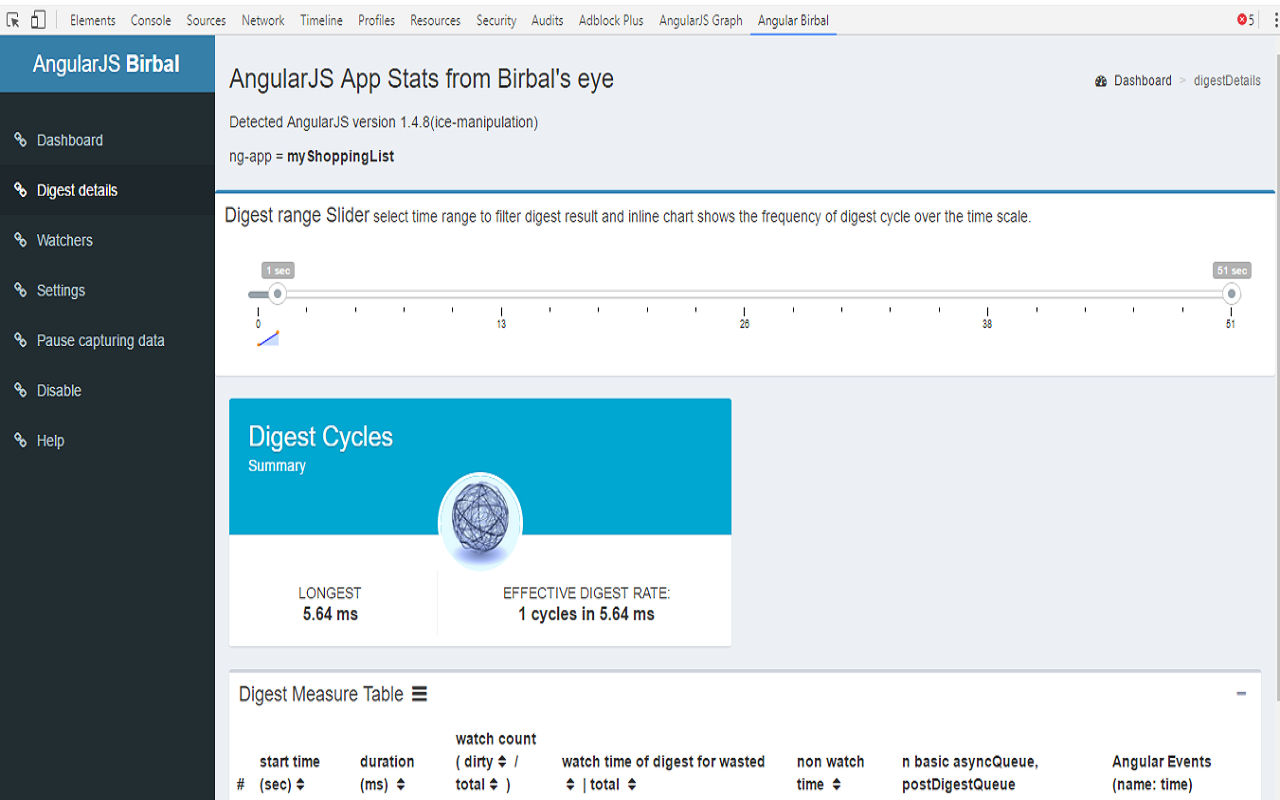 Elements Console Sources Network Timeline Profiles Resources Security Audits Adblock Plus AngularJS Graph Angular Birbal 5
AngularJS Birbal
Dashboard
Digest details
Watchers
Settings
Pause capturing data
Disable
Help
AngularJS App Stats from Birbal's eye
Dashboard > digestDetails
Detected AngularJS version 1.4.8(ice-manipulation)
ng-app = myShoppingList
Digest range Slider select time range to filter digest result and inline chart shows the frequency of digest cycle over the time scale.
1 sec 51 sec
0 13 26 38 51
Digest Cycles
Summary
LONGEST
5.64 ms
EFFECTIVE DIGEST RATE:
1 cycles in 5.64 ms
Digest Measure Table
# start time (sec)
duration (ms)
watch count ( dirty / total )
watch time of digest for wasted | total
non watch time
n basic asyncQueue, postDigestQueue
Angular Events (name: time)